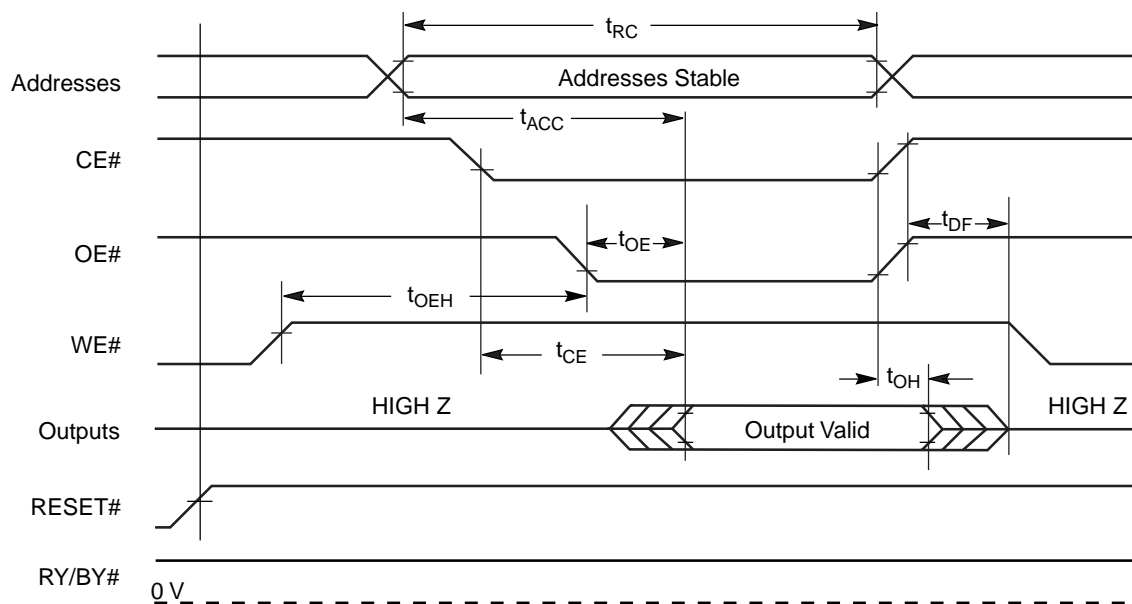 tRC
Addresses
Addresses Stable
tACC
CE#
tDF
OE#
tOE
tOEH
WE#
tCE
tOH
HIGH Z
HIGH Z
Outputs
Output Valid
RESET#
RY/BY#
0 V